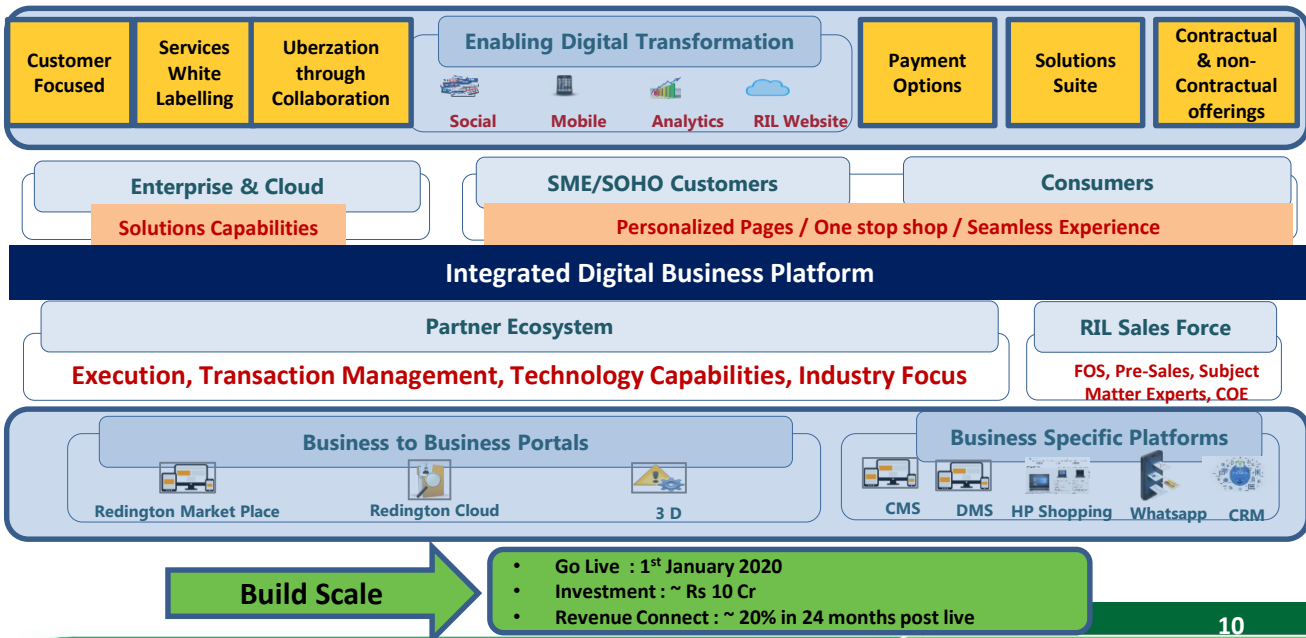 Customer
Focused
Services
White
Labelling
Uberzation
through
Collaboration
Enabling Digital Transformation
Social
Mobile
Analytics
RIL Website
Payment
Options
Solutions
Suite
Contractual
& non-
Contractual
offerings
Enterprise & Cloud
Solutions Capabilities
SME/SOHO Customers
Consumers
Personalized Pages / One stop shop / Seamless Experience
Integrated Digital Business Platform
Partner Ecosystem
Execution, Transaction Management, Technology Capabilities, Industry Focus
RIL Sales Force
FOS, Pre-Sales, Subject
Matter Experts, COE
Business to Business Portals
Redington Market Place
Redington Cloud
3 D
Business Specific Platforms
CMS
DMS
HP Shopping
Whatsapp
CRM
Build Scale
• Go Live : 1st January 2020
• Investment : ~ Rs 10 Cr
• Revenue Connect : ~ 20% in 24 months post live
10